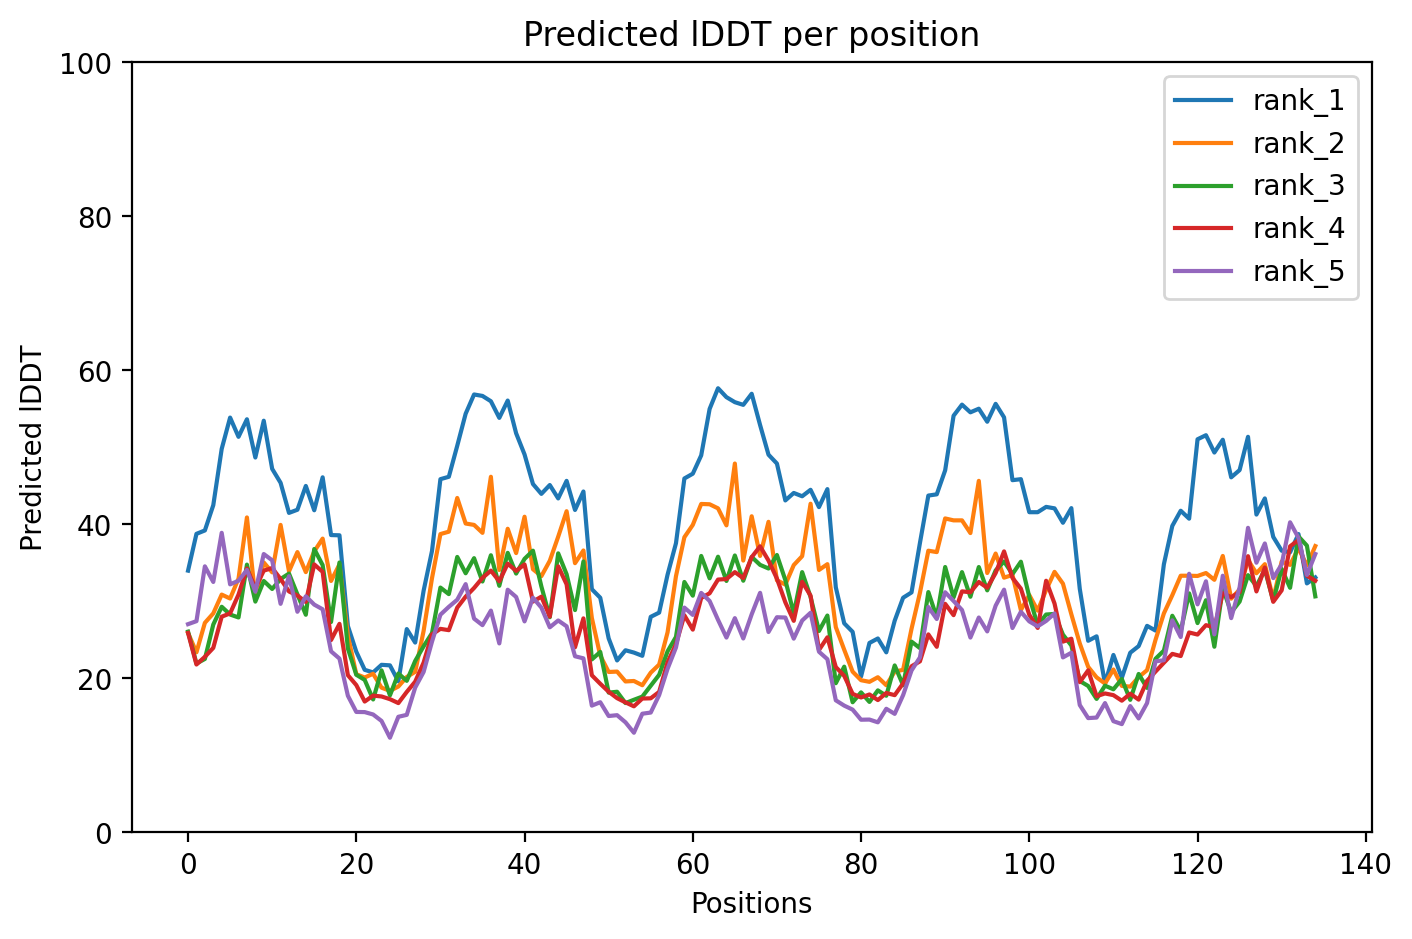 Predicted lDDT per position
Predicted lDDT
100
80
60
40
20
0
rank_1
rank_2
rank_3
rank_4
rank_5
0 20 40 60 80 100 120 140
Positions